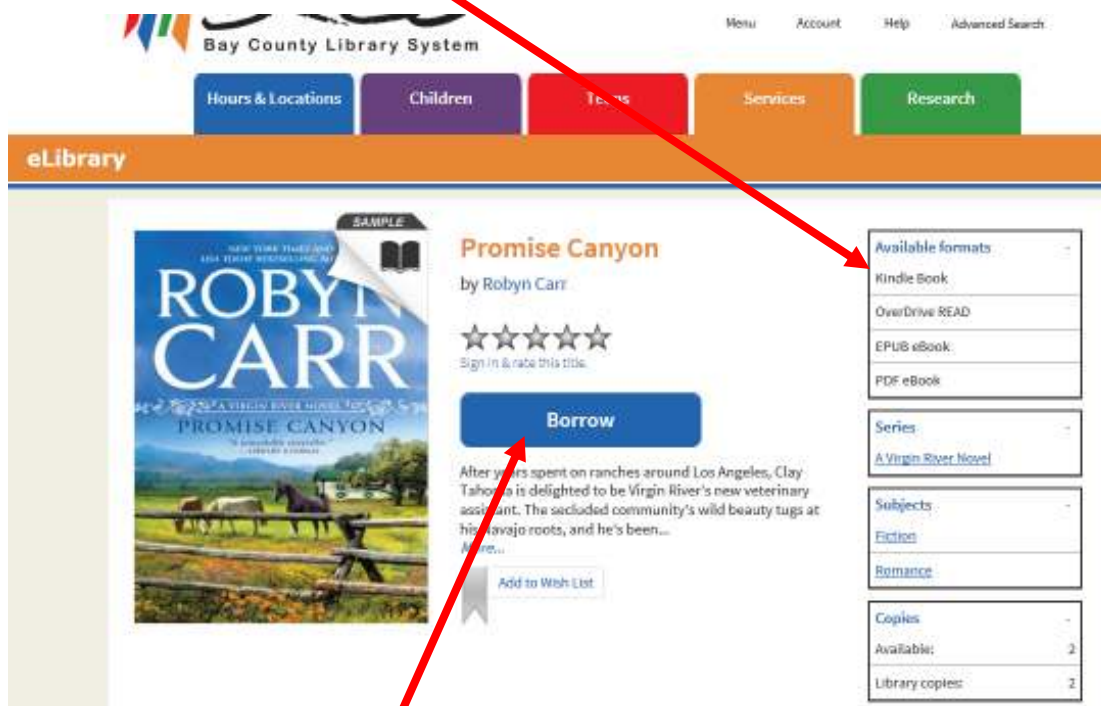 Bay County Library System
Menu Account Help Advanced Search
Hours & Locations Children Teens Services Research
eLibrary
SAMPLE
NEW YORK TIMES AND
ROBYN
CARR
A VIRGIN RIVER NOVEL
PROMISE CANYON
Promise Canyon
by Robyn Carr
Sign in & rate this title.
Borrow
After years spent on ranches around Los Angeles, Clay
Tahoma is delighted to be Virgin River's new veterinary
assistant. The secluded community's wild beauty tugs at
his Navajo roots, and he's been...
More...
Add to Wish List
Available formats -
Kindle Book
OverDrive READ
EPUB eBook
PDF eBook
Series -
A Virgin River Novel
Subjects -
Fiction
Romance
Copies -
Available: 2
Library copies: 2